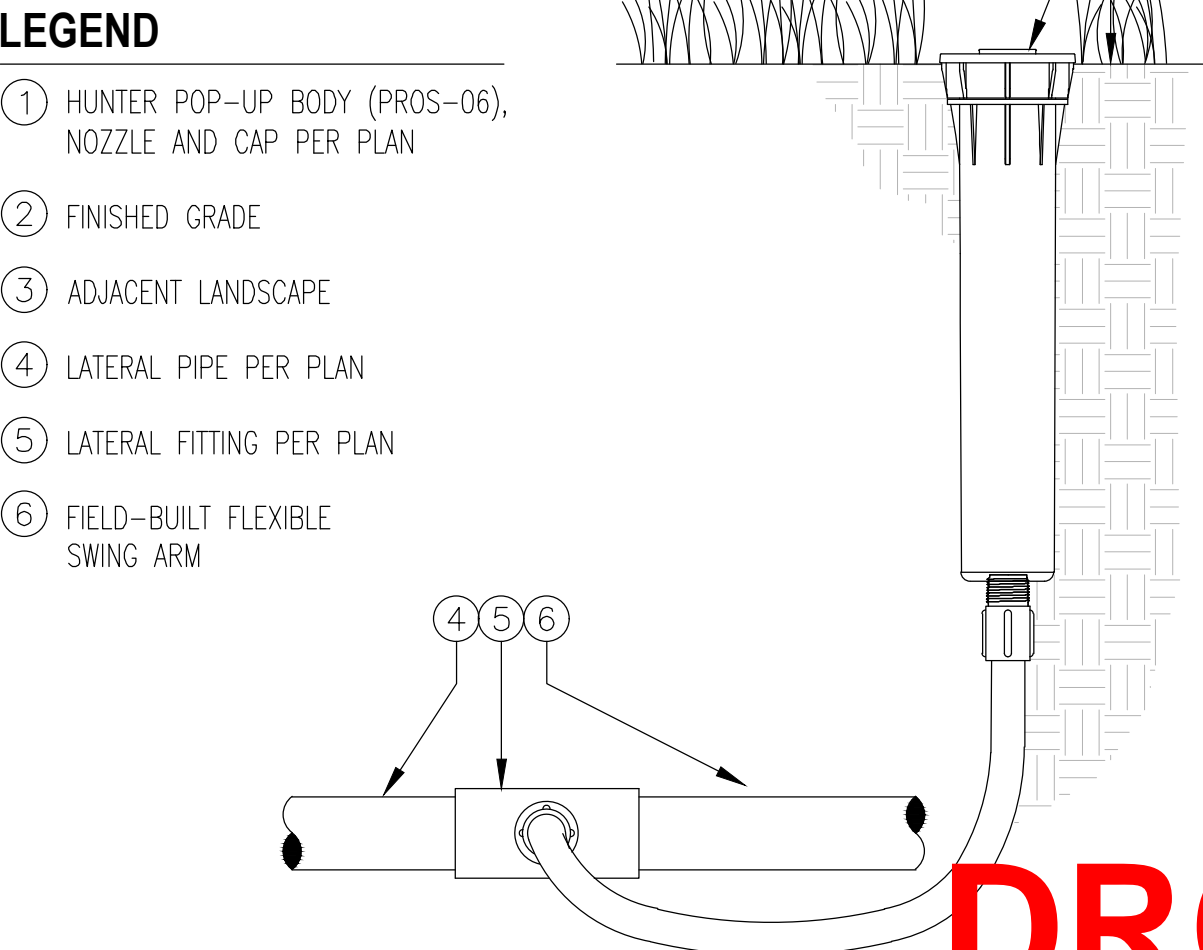 LEGEND
1 HUNTER POP-UP BODY (PROS-06),
NOZZLE AND CAP PER PLAN
2 FINISHED GRADE
3 ADJACENT LANDSCAPE
4 LATERAL PIPE PER PLAN
5 LATERAL FITTING PER PLAN
6 FIELD-BUILT FLEXIBLE
SWING ARM
4 5 6